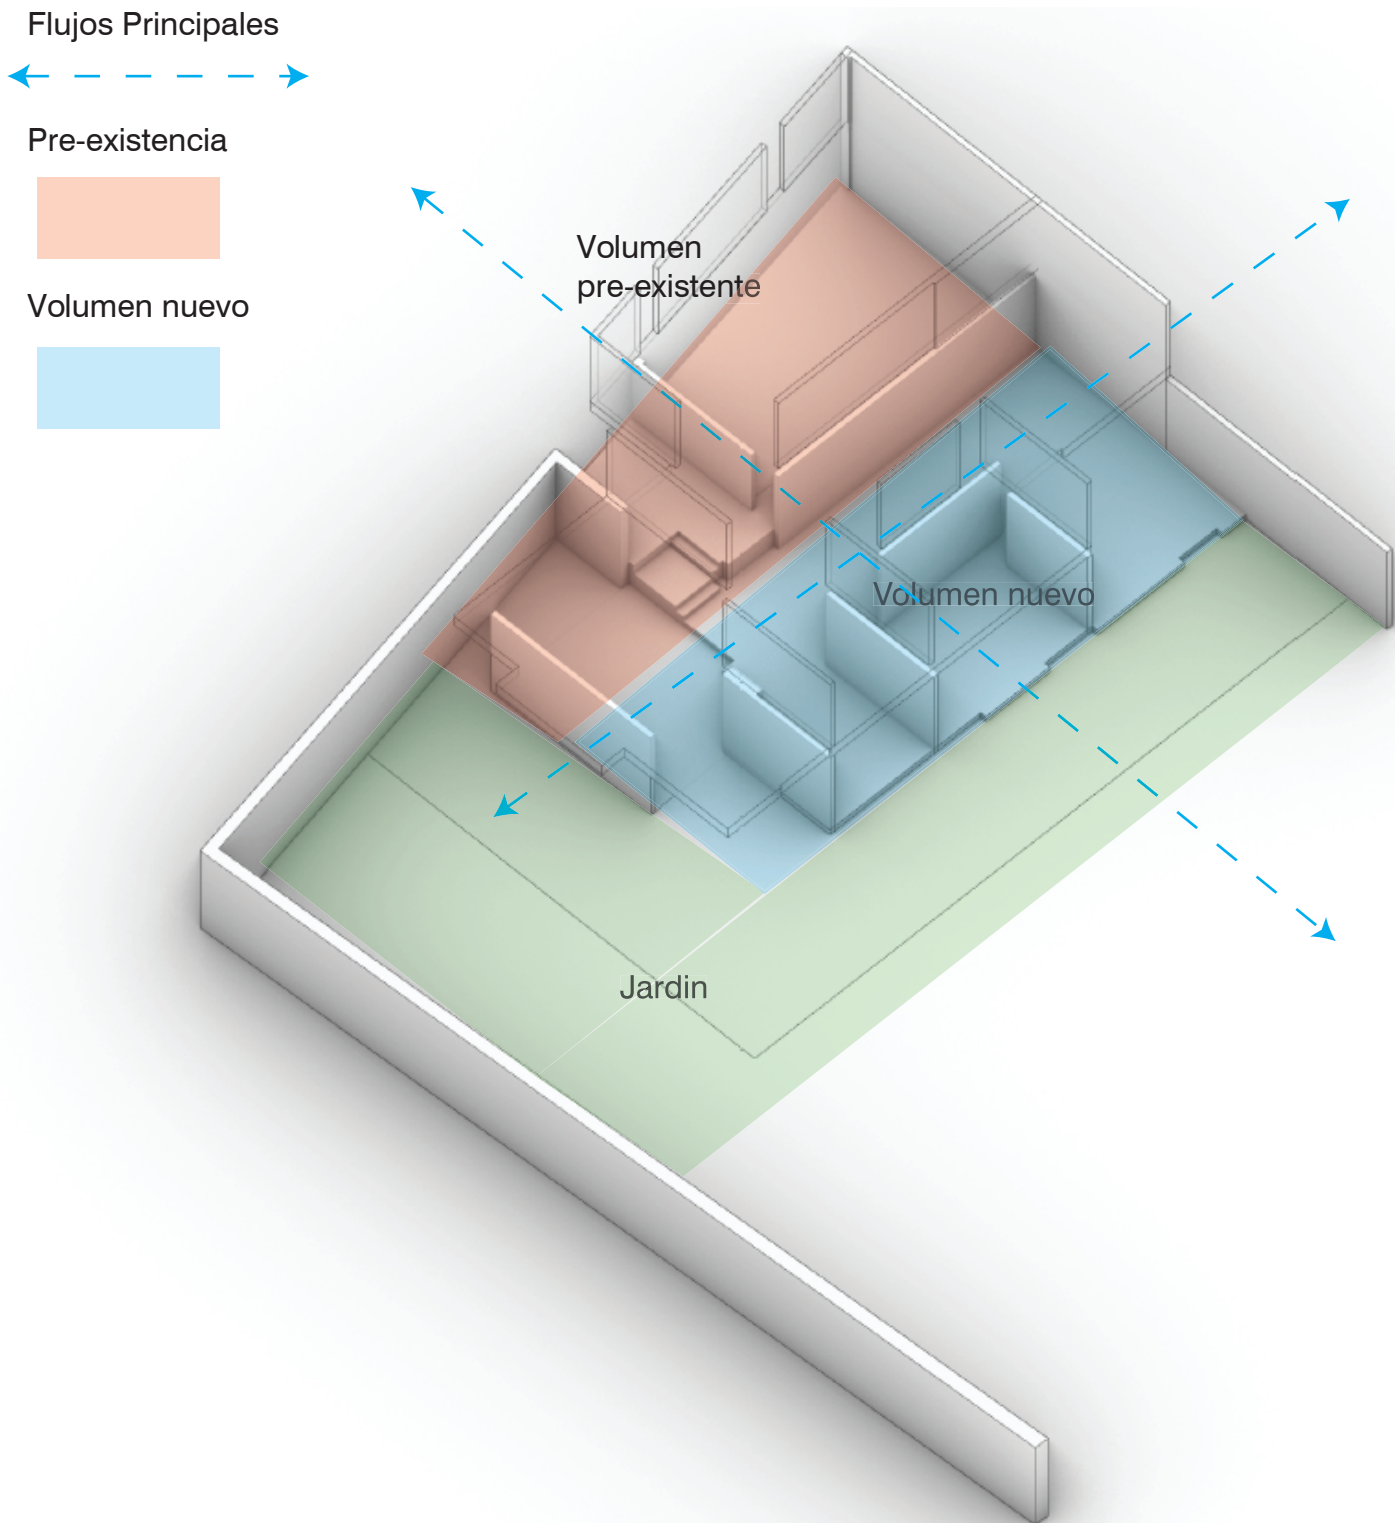 Flujos Principales
Pre-existencia
Volumen nuevo
Volumen
pre-existente
Volumen nuevo
Jardin